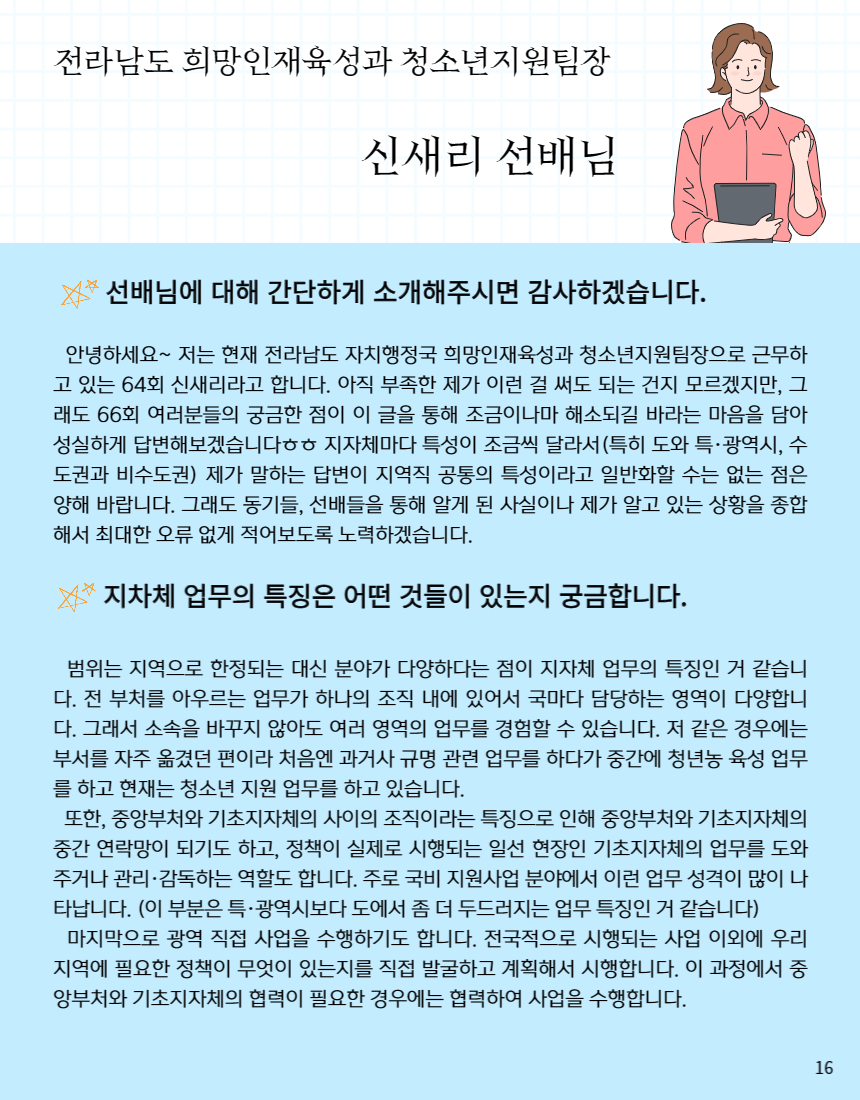 전라남도 희망인재육성과 청소년지원팀장
신새리 선배님
선배님에 대해 간단하게 소개해주시면 감사하겠습니다.
안녕하세요~ 저는 현재 전라남도 자치행정국 희망인재육성과 청소년지원팀장으로 근무하
고 있는 64회 신새리라고 합니다. 아직 부족한 제가 이런 걸 써도 되는 건지 모르겠지만, 그
래도 66회 여러분들의 궁금한 점이 이 글을 통해 조금이나마 해소되길 바라는 마음을 담아
성실하게 답변해보겠습니다ㅎㅎ 지자체마다 특성이 조금씩 달라서(특히 도와 특·광역시, 수
도권과 비수도권) 제가 말하는 답변이 지역직 공통의 특성이라고 일반화할 수는 없는 점은
양해 바랍니다. 그래도 동기들, 선배들을 통해 알게 된 사실이나 제가 알고 있는 상황을 종합
해서 최대한 오류 없게 적어보도록 노력하겠습니다.
지차체 업무의 특징은 어떤 것들이 있는지 궁금합니다.
범위는 지역으로 한정되는 대신 분야가 다양하다는 점이 지자체 업무의 특징인 거 같습니
다. 전 부처를 아우르는 업무가 하나의 조직 내에 있어서 국마다 담당하는 영역이 다양합니
다. 그래서 소속을 바꾸지 않아도 여러 영역의 업무를 경험할 수 있습니다. 저 같은 경우에는
부서를 자주 옮겼던 편이라 처음엔 과거사 규명 관련 업무를 하다가 중간에 청년농 육성 업무
를 하고 현재는 청소년 지원 업무를 하고 있습니다.
또한, 중앙부처와 기초지자체의 사이의 조직이라는 특징으로 인해 중앙부처와 기초지자체의
중간 연락망이 되기도 하고, 정책이 실제로 시행되는 일선 현장인 기초지자체의 업무를 도와
주거나 관리·감독하는 역할도 합니다. 주로 국비 지원사업 분야에서 이런 업무 성격이 많이 나
타납니다. (이 부분은 특·광역시보다 도에서 좀 더 두드러지는 업무 특징인 거 같습니다)
마지막으로 광역 직접 사업을 수행하기도 합니다. 전국적으로 시행되는 사업 이외에 우리
지역에 필요한 정책이 무엇이 있는지를 직접 발굴하고 계획해서 시행합니다. 이 과정에서 중
앙부처와 기초지자체의 협력이 필요한 경우에는 협력하여 사업을 수행합니다.
16